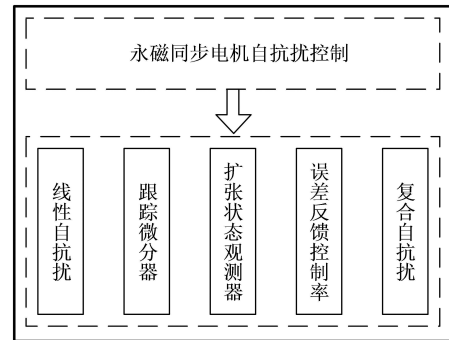 永磁同步电机自抗扰控制
线性自抗扰
跟踪微分器
扩张状态观测器
误差反馈控制率
复合自抗扰